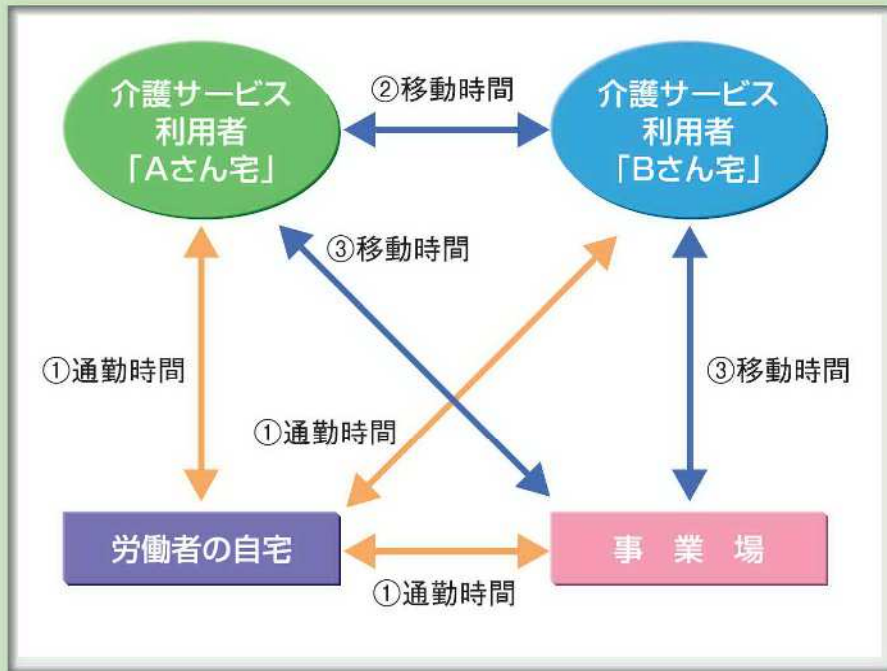 介護サービス
利用者
「Aさん宅」
②移動時間
介護サービス
利用者
「Bさん宅」
③移動時間
①通勤時間
③移動時間
①通勤時間
労働者の自宅
事 業 場
①通勤時間